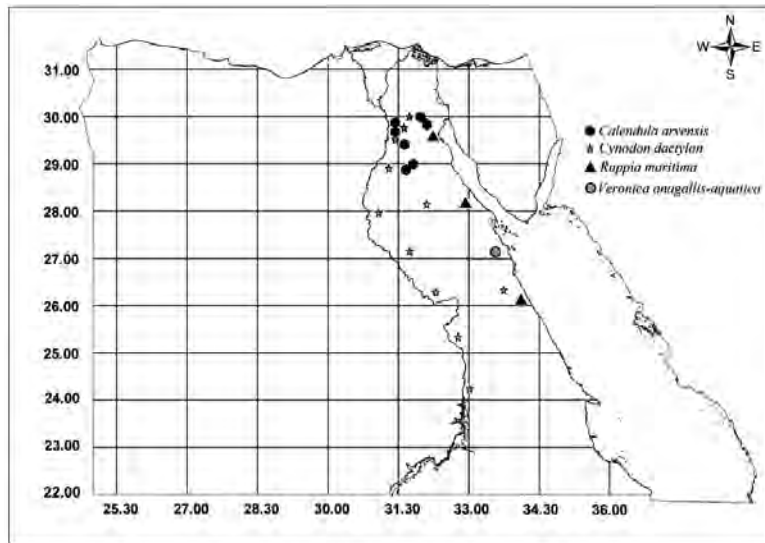 N
W E
S
31.00
30.00
29.00
28.00
27.00
26.00
25.00
24.00
23.00
22.00
Calendula arvensis
Cynodon dactylon
Ruppia maritima
Veronica anagallis-aquatica
25.30 27.00 28.30 30.00 31.30 33.00 34.30 36.00